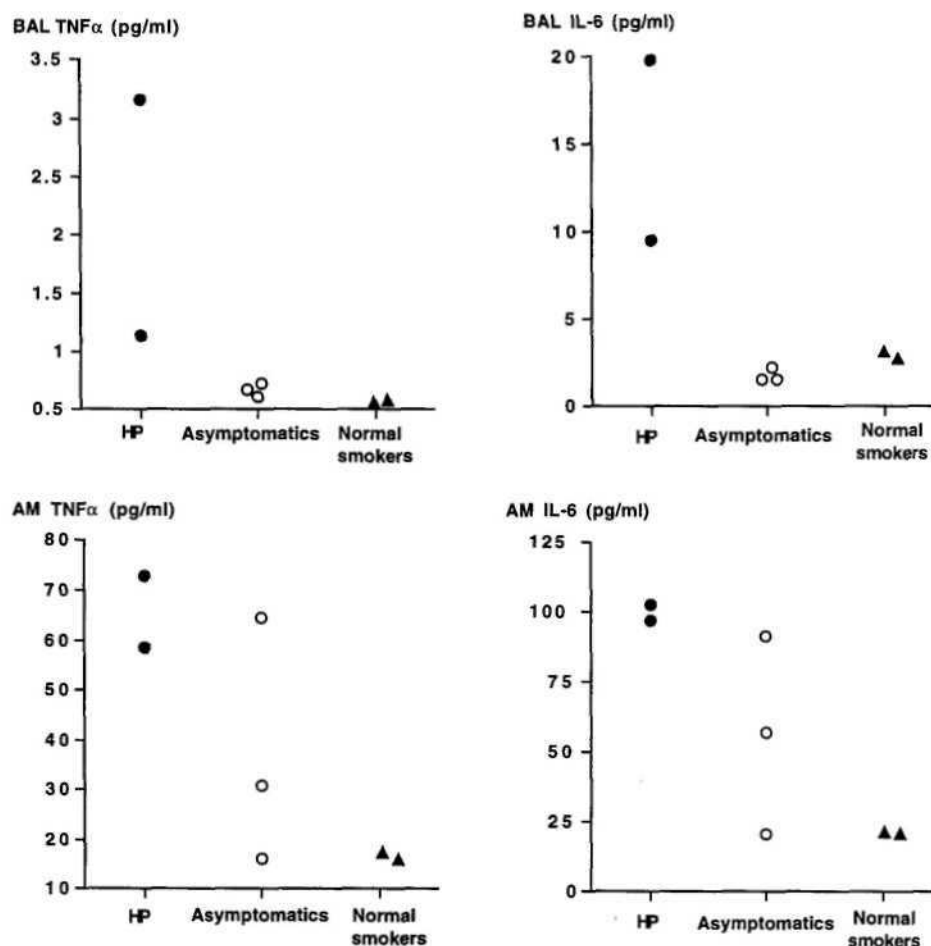 BAL TNFα (pg/ml)
3.5
3
2.5
2
1.5
1
0.5
HP
Asymptomatics
Normal
smokers
BAL IL-6 (pg/ml)
20
15
10
5
0
HP
Asymptomatics
Normal
smokers
AM TNFα (pg/ml)
80
70
60
50
40
30
20
10
HP
Asymptomatics
Normal
smokers
AM IL-6 (pg/ml)
125
100
75
50
25
0
HP
Asymptomatics
Normal
smokers